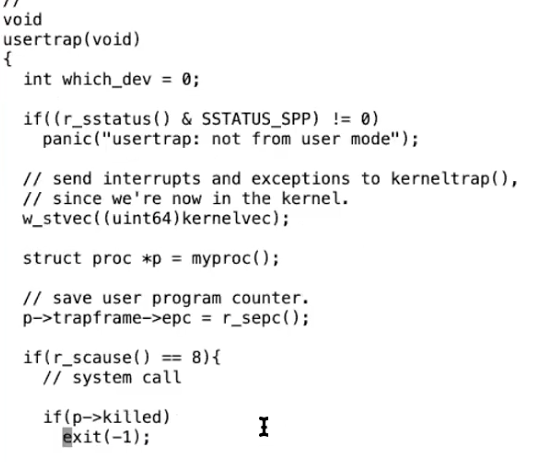 //
void
usertrap(void)
{
  int which_dev = 0;

  if((r_sstatus() & SSTATUS_SPP) != 0)
    panic("usertrap: not from user mode");

  // send interrupts and exceptions to kerneltrap(),
  // since we're now in the kernel.
  w_stvec((uint64)kernelvec);

  struct proc *p = myproc();

  // save user program counter.
  p->trapframe->epc = r_sepc();

  if(r_scause() == 8){
    // system call

    if(p->killed)
      exit(-1);